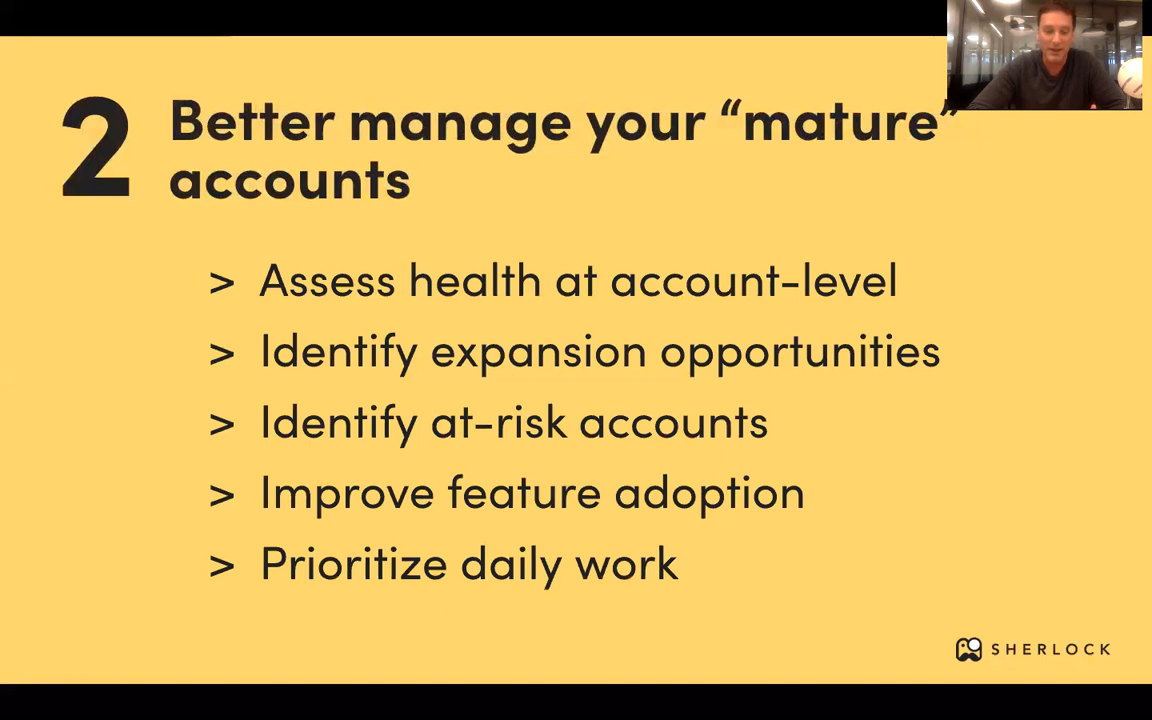 2 Better manage your “mature”
accounts
> Assess health at account-level
> Identify expansion opportunities
> Identify at-risk accounts
> Improve feature adoption
> Prioritize daily work
SHERLOCK